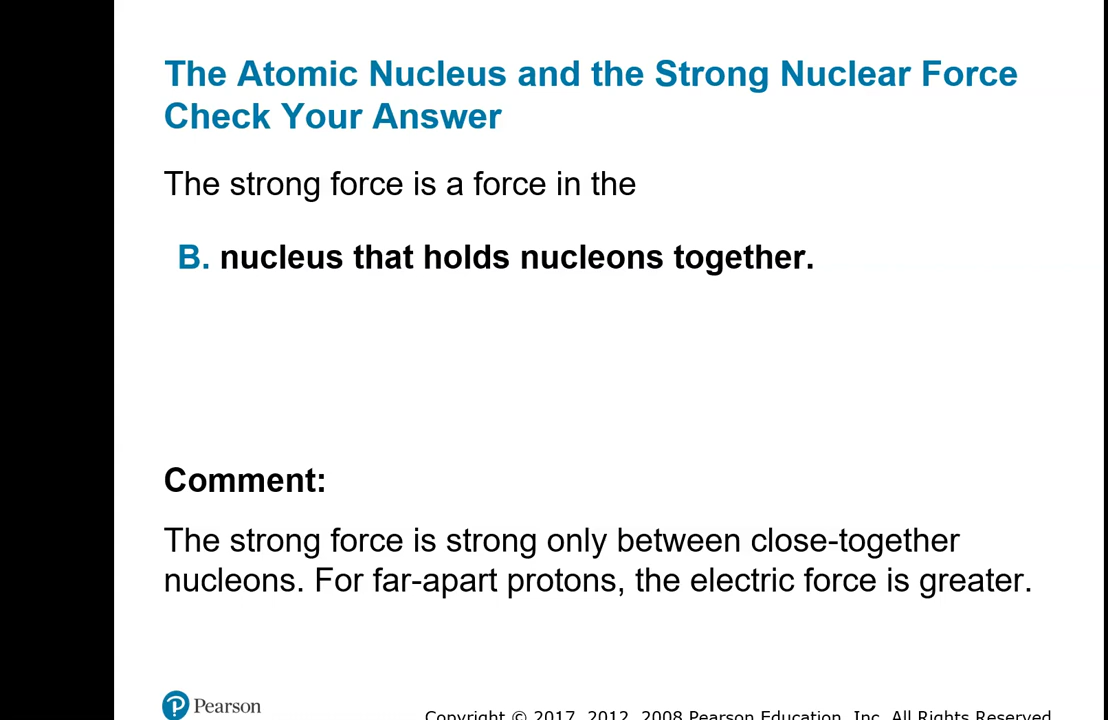 The Atomic Nucleus and the Strong Nuclear Force
Check Your Answer
The strong force is a force in the
B. nucleus that holds nucleons together.
Comment:
The strong force is strong only between close-together
nucleons. For far-apart protons, the electric force is greater.
Pearson
Copyright © 2017, 2012, 2008 Pearson Education, Inc. All Rights Reserved